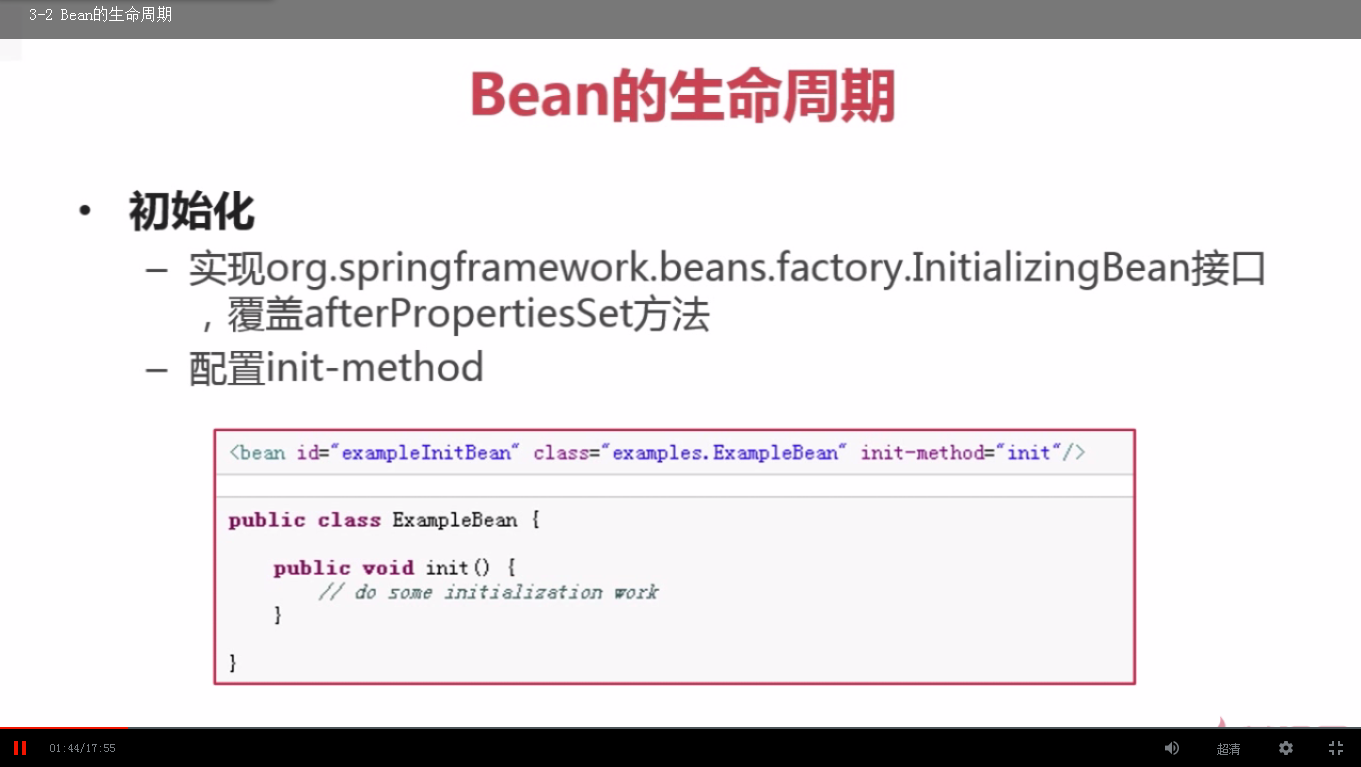 3-2 Bean的生命周期
Bean的生命周期
• 初始化
– 实现org.springframework.beans.factory.InitializingBean接口
，覆盖afterPropertiesSet方法
– 配置init-method
<bean id="exampleInitBean" class="examples.ExampleBean" init-method="init"/>
public class ExampleBean {
public void init() {
// do some initialization work
}
}
01:44/17:55
超清